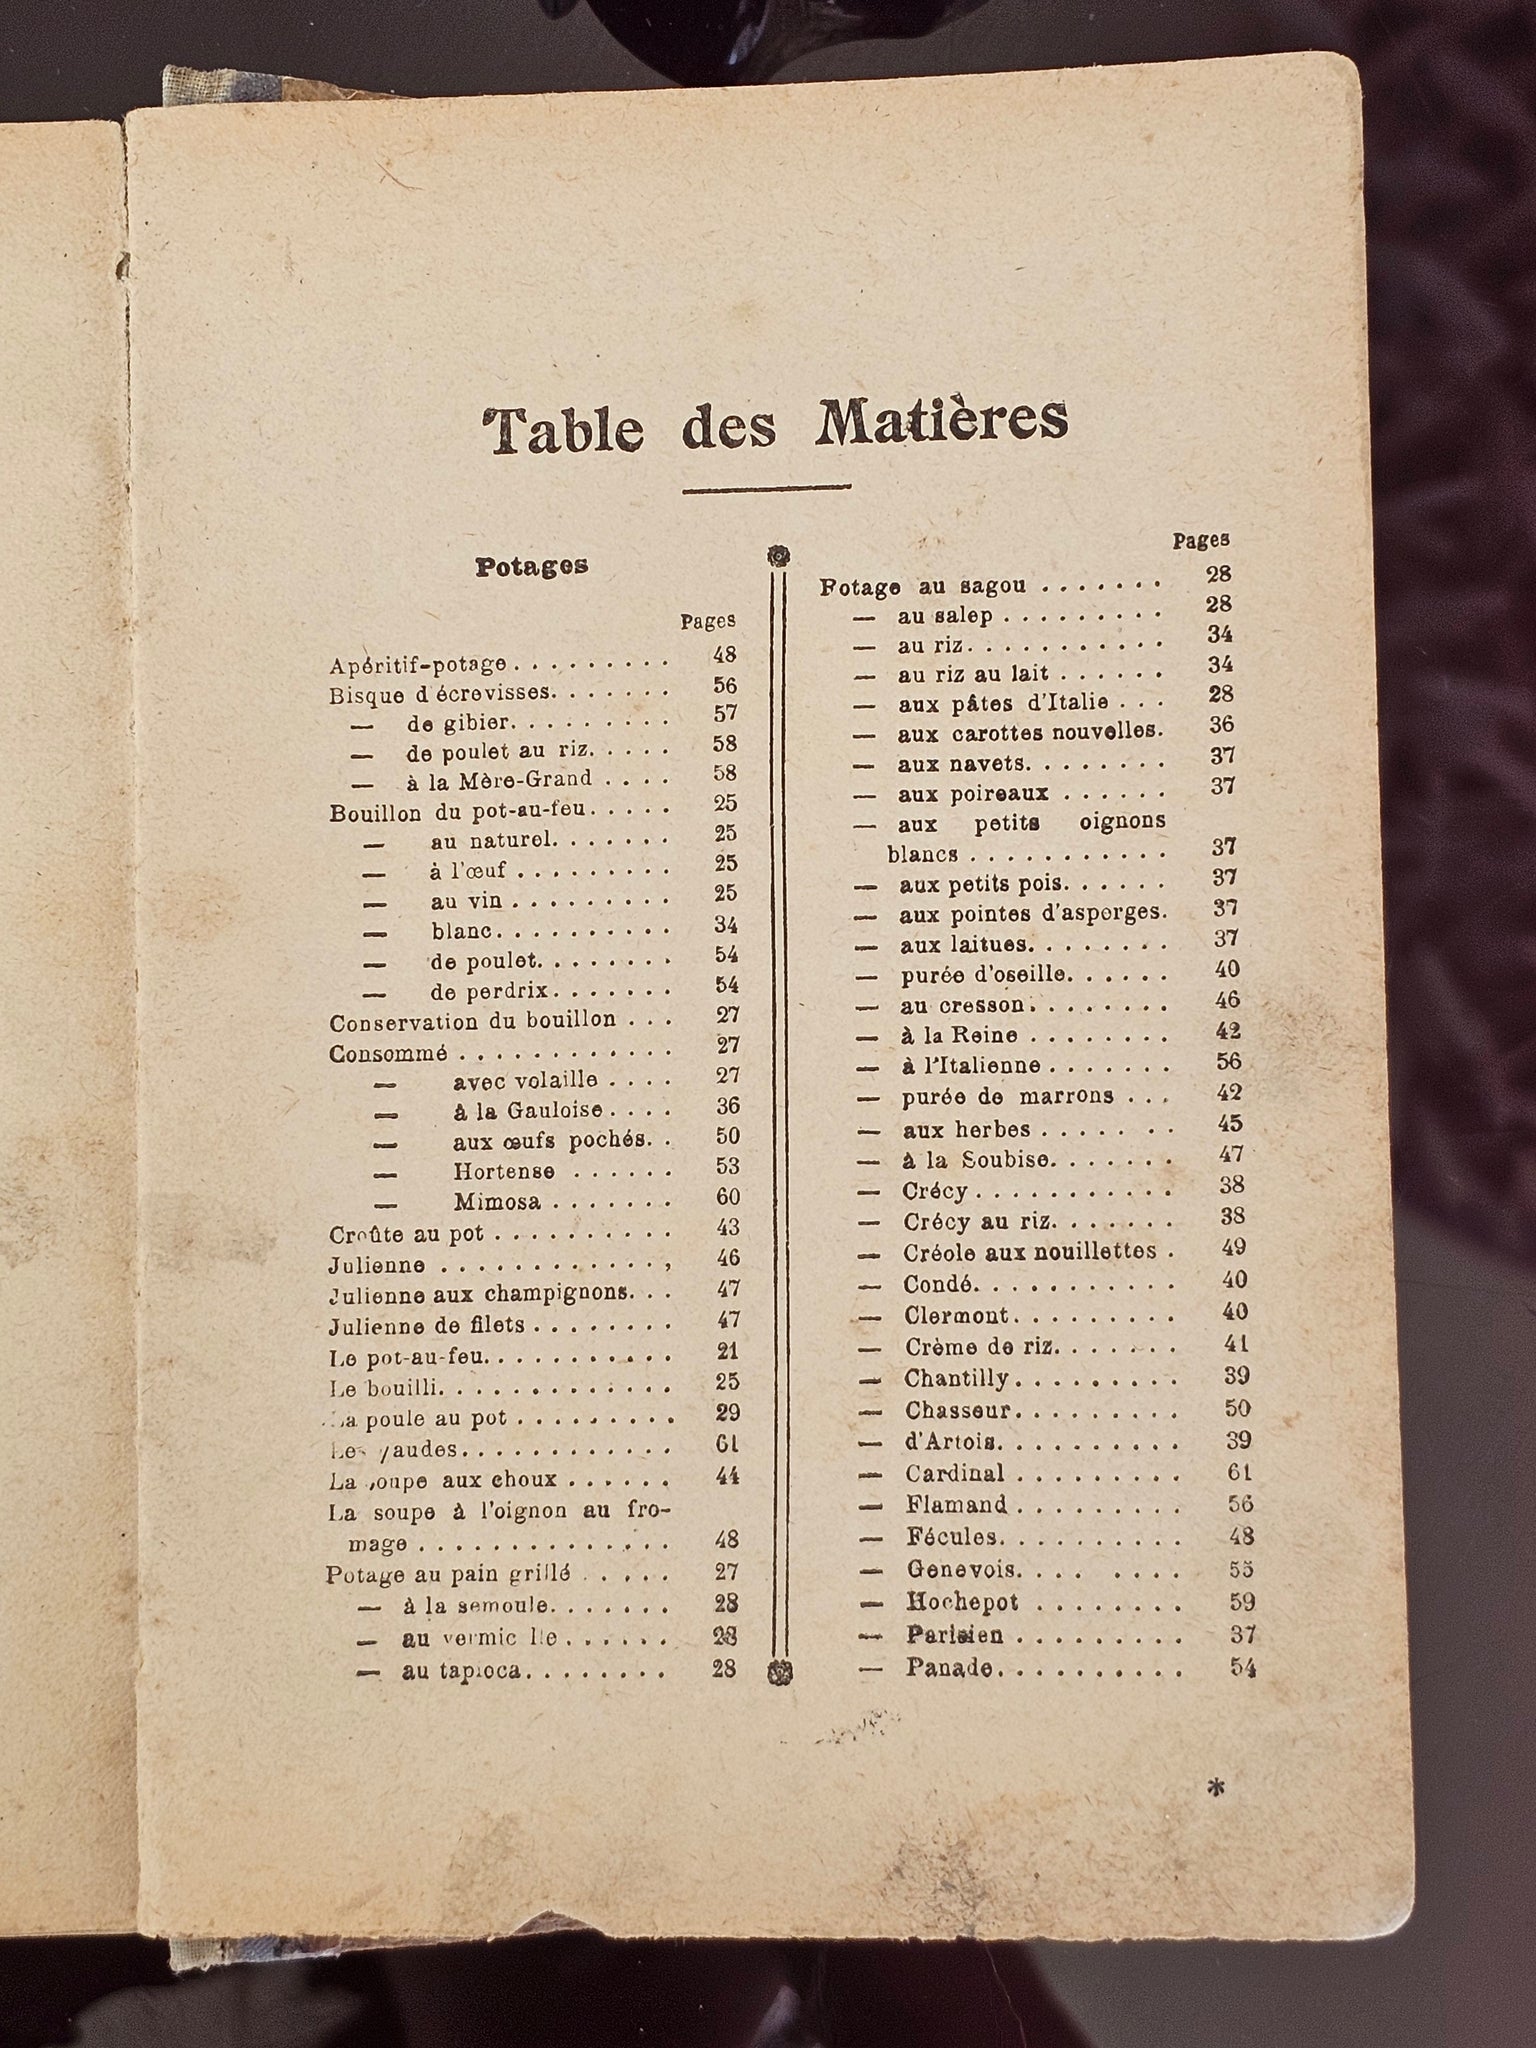 Table des Matières
Potages
Pages
Apéritif-potage . . . . . . . . . 48
Bisque d'écrevisses. . . . . . . 56
— de gibier. . . . . . . . . 57
— de poulet au riz. . . . . 58
— à la Mère-Grand . . . . 58
Bouillon du pot-au-feu. . . . . 25
— au naturel. . . . . . . 25
— à l'œuf . . . . . . . . . 25
— au vin . . . . . . . . . 25
— blanc. . . . . . . . . . 34
— de poulet. . . . . . . . 54
— de perdrix. . . . . . . 54
Conservation du bouillon . . . 27
Consommé . . . . . . . . . . . . 27
— avec volaille . . . . 27
— à la Gauloise. . . . 36
— aux œufs pochés. . 50
— Hortense . . . . . . 53
— Mimosa . . . . . . . 60
Croûte au pot . . . . . . . . . . 43
Julienne . . . . . . . . . . . . , 46
Julienne aux champignons. . . 47
Julienne de filets . . . . . . . . 47
Le pot-au-feu. . . . . . . . . . . 21
Le bouilli. . . . . . . . . . . . . 25
La poule au pot . . . . . . . . . 29
Les gaudes. . . . . . . . . . . . 61
La soupe aux choux . . . . . . 44
La soupe à l'oignon au fro-
mage . . . . . . . . . . . . . . 48
Potage au pain grillé . . . . . 27
— à la semoule. . . . . . . 28
— au vermicelle . . . . . . 28
— au tapioca. . . . . . . . 28
Pages
Potage au sagou . . . . . . . 28
— au salep . . . . . . . . . 28
— au riz. . . . . . . . . . . 34
— au riz au lait . . . . . . 34
— aux pâtes d'Italie . . . 28
— aux carottes nouvelles. 36
— aux navets. . . . . . . . 37
— aux poireaux . . . . . . 37
— aux petits oignons
blancs . . . . . . . . . . . 37
— aux petits pois. . . . . . 37
— aux pointes d'asperges. 37
— aux laitues. . . . . . . . 37
— purée d'oseille. . . . . . 40
— au cresson. . . . . . . . 46
— à la Reine . . . . . . . . 42
— à l'Italienne . . . . . . . 56
— purée de marrons . . . 42
— aux herbes . . . . . . . 45
— à la Soubise. . . . . . . 47
— Crécy . . . . . . . . . . . 38
— Crécy au riz. . . . . . . 38
— Créole aux nouillettes . 49
— Condé. . . . . . . . . . . 40
— Clermont. . . . . . . . . 40
— Crème de riz. . . . . . . 41
— Chantilly . . . . . . . . . 39
— Chasseur. . . . . . . . . 50
— d'Artois. . . . . . . . . . 39
— Cardinal . . . . . . . . . 61
— Flamand . . . . . . . . . 56
— Fécules. . . . . . . . . . 48
— Genevois. . . . . . . . 55
— Hochepot . . . . . . . . 59
— Parisien . . . . . . . . . 37
— Panade. . . . . . . . . . 54
*